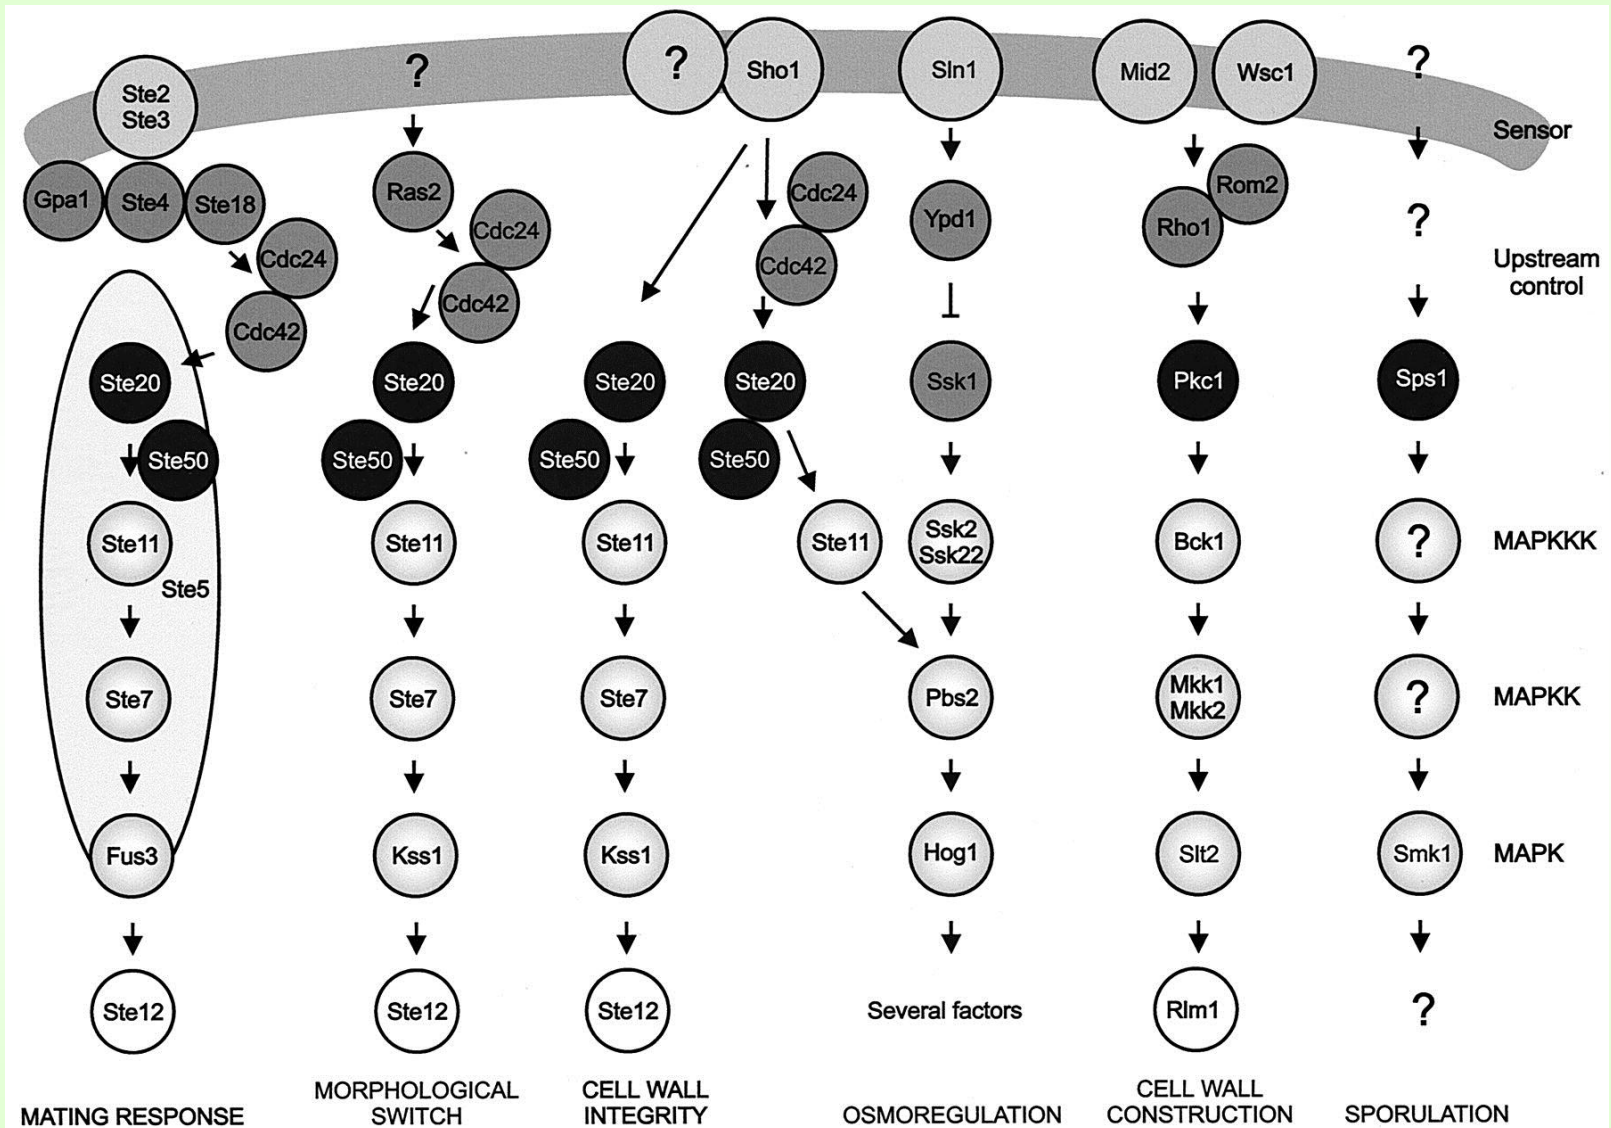 Ste2
Ste3
?
?
Sho1
Sln1
Mid2
Wsc1
?
Sensor
Gpa1
Ste4
Ste18
Cdc24
Cdc42
Ras2
Cdc24
Cdc42
Cdc24
Cdc42
Ypd1
Rho1
Rom2
?
Upstream
control
Ste20
Ste20
Ste20
Ste20
Ssk1
Pkc1
Sps1
Ste50
Ste50
Ste50
Ste50
Ste11
Ste5
Ste11
Ste11
Ste11
Ssk2
Ssk22
Bck1
?
MAPKKK
Ste7
Ste7
Ste7
Pbs2
Mkk1
Mkk2
?
MAPKK
Fus3
Kss1
Kss1
Hog1
Slt2
Smk1
MAPK
Ste12
Ste12
Ste12
Several factors
Rlm1
?
MATING RESPONSE
MORPHOLOGICAL
SWITCH
CELL WALL
INTEGRITY
OSMOREGULATION
CELL WALL
CONSTRUCTION
SPORULATION